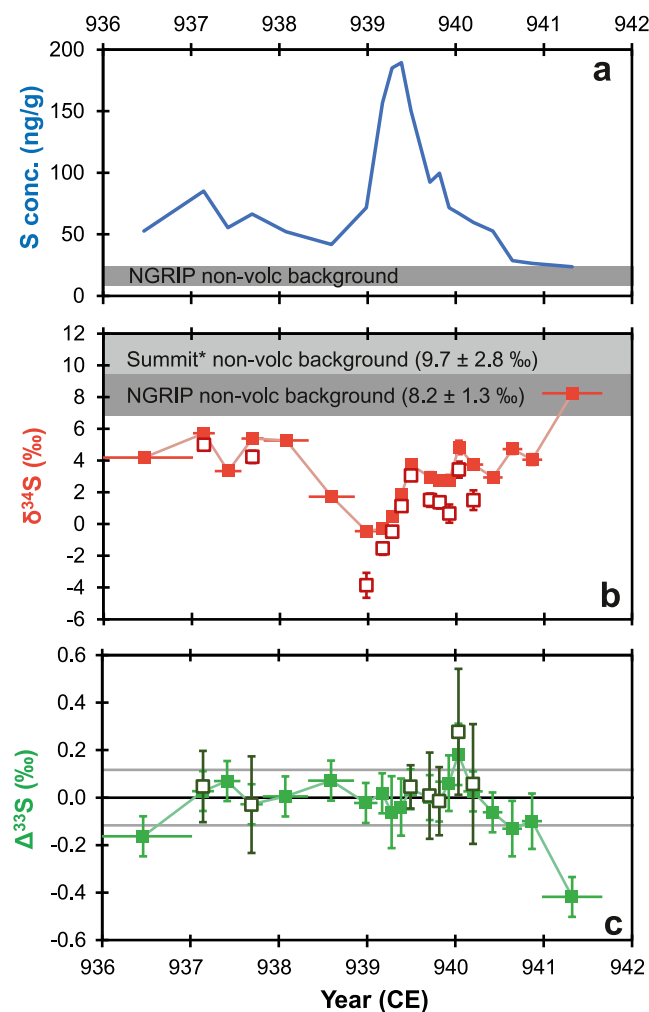 936 937 938 939 940 941 942
a
200
150
100
50
0
S conc. (ng/g)
NGRIP non-volc background
12
10
8
6
4
2
0
-2
-4
-6
δ³⁴S (‰)
Summit* non-volc background (9.7 ± 2.8 ‰)
NGRIP non-volc background (8.2 ± 1.3 ‰)
b
0.6
0.4
0.2
0.0
-0.2
-0.4
-0.6
Δ³³S (‰)
c
936 937 938 939 940 941 942
Year (CE)